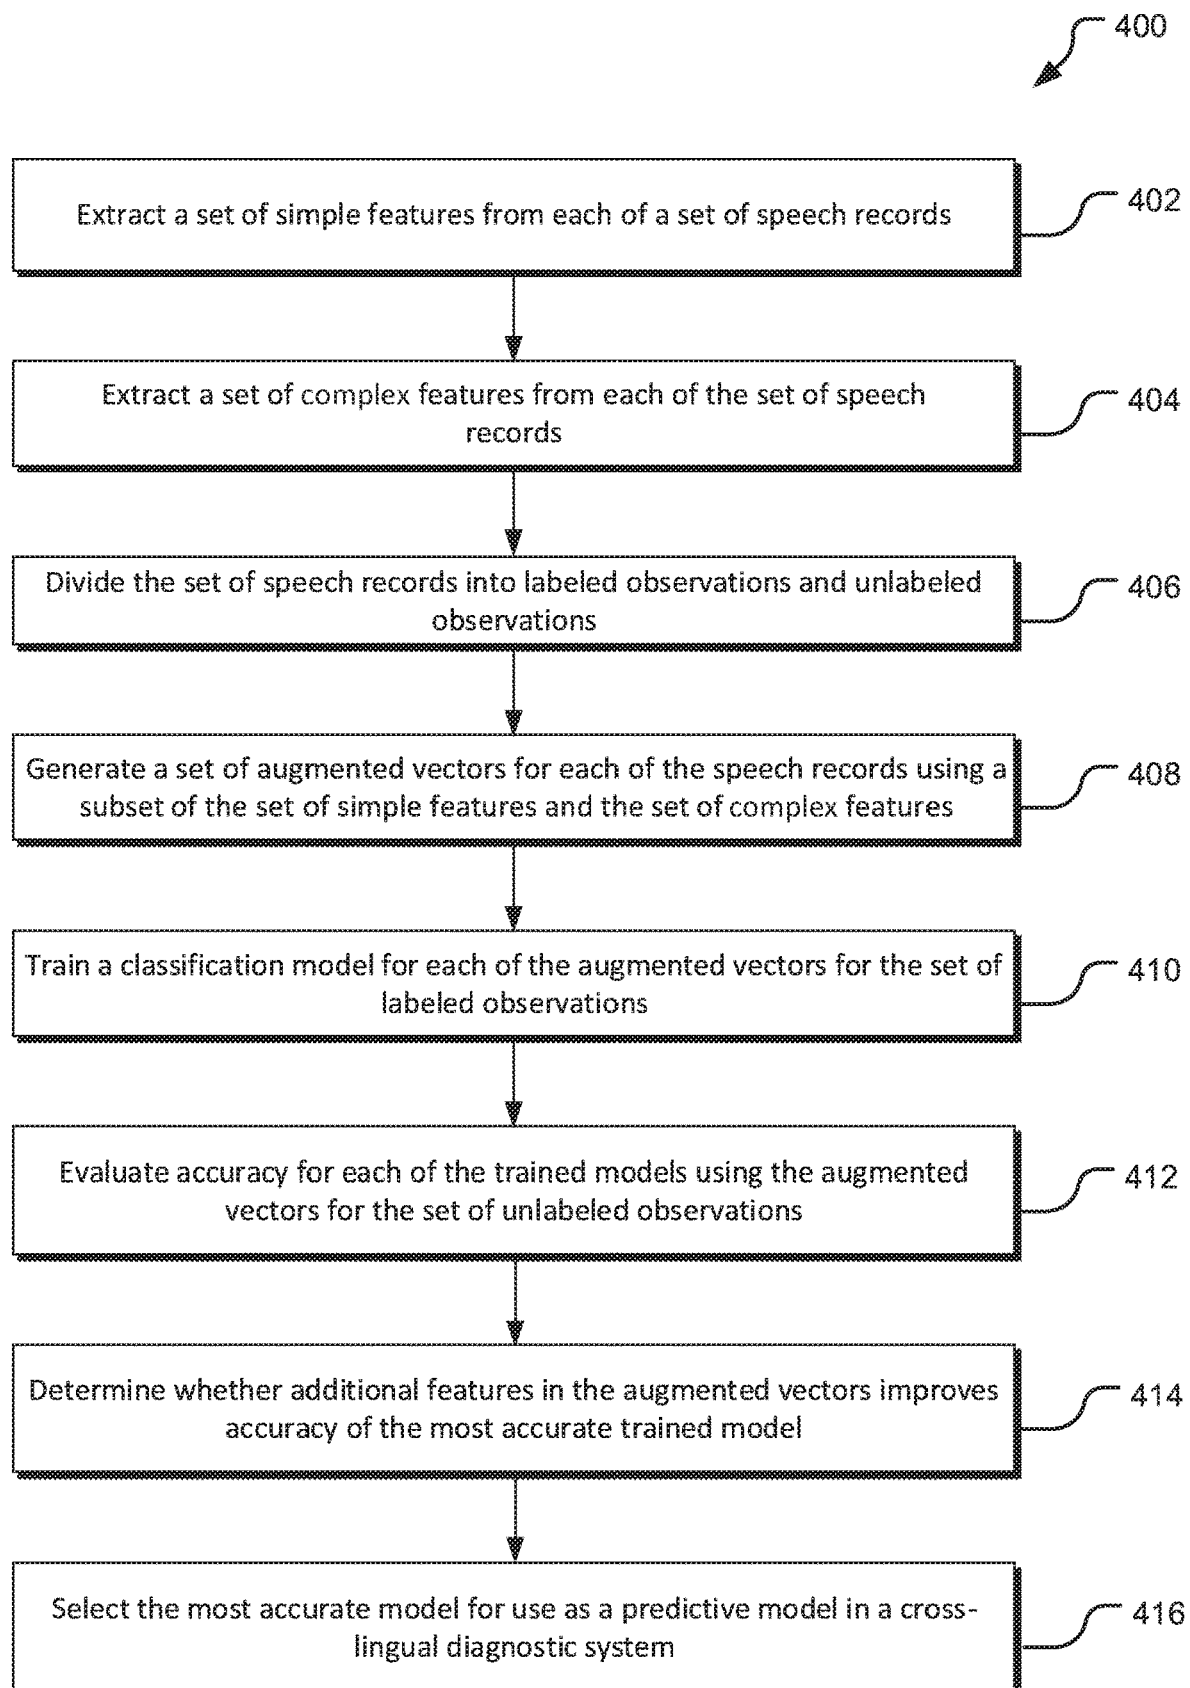 400
Extract a set of simple features from each of a set of speech records
402
Extract a set of complex features from each of the set of speech
records
404
Divide the set of speech records into labeled observations and unlabeled
observations
406
Generate a set of augmented vectors for each of the speech records using a
subset of the set of simple features and the set of complex features
408
Train a classification model for each of the augmented vectors for the set of
labeled observations
410
Evaluate accuracy for each of the trained models using the augmented
vectors for the set of unlabeled observations
412
Determine whether additional features in the augmented vectors improves
accuracy of the most accurate trained model
414
Select the most accurate model for use as a predictive model in a cross-
lingual diagnostic system
416